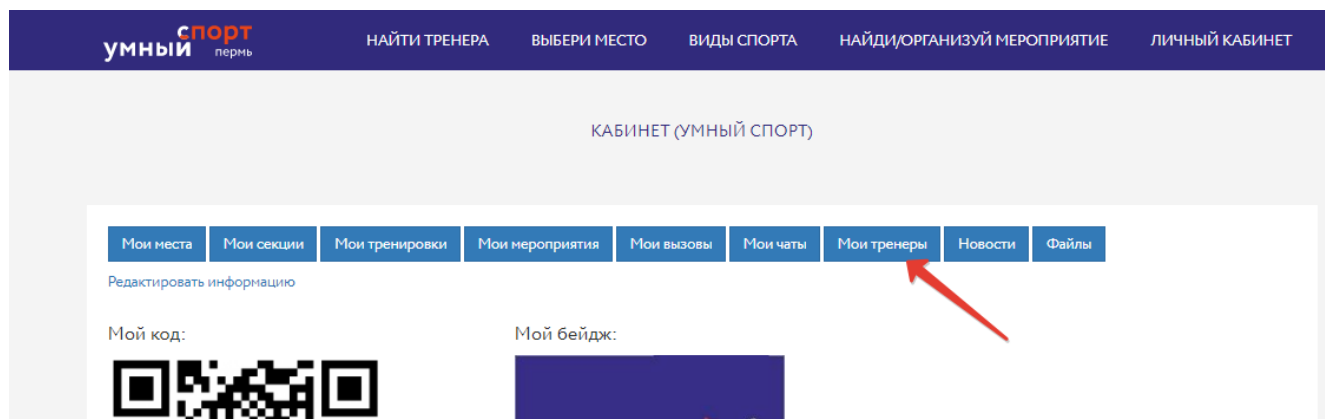 умный спорт
пермь
НАЙТИ ТРЕНЕРА ВЫБЕРИ МЕСТО ВИДЫ СПОРТА НАЙДИ/ОРГАНИЗУЙ МЕРОПРИЯТИЕ ЛИЧНЫЙ КАБИНЕТ
КАБИНЕТ (УМНЫЙ СПОРТ)
Мои места Мои секции Мои тренировки Мои мероприятия Мои вызовы Мои чаты Мои тренеры Новости Файлы
Редактировать информацию
Мой код: Мой бейдж: